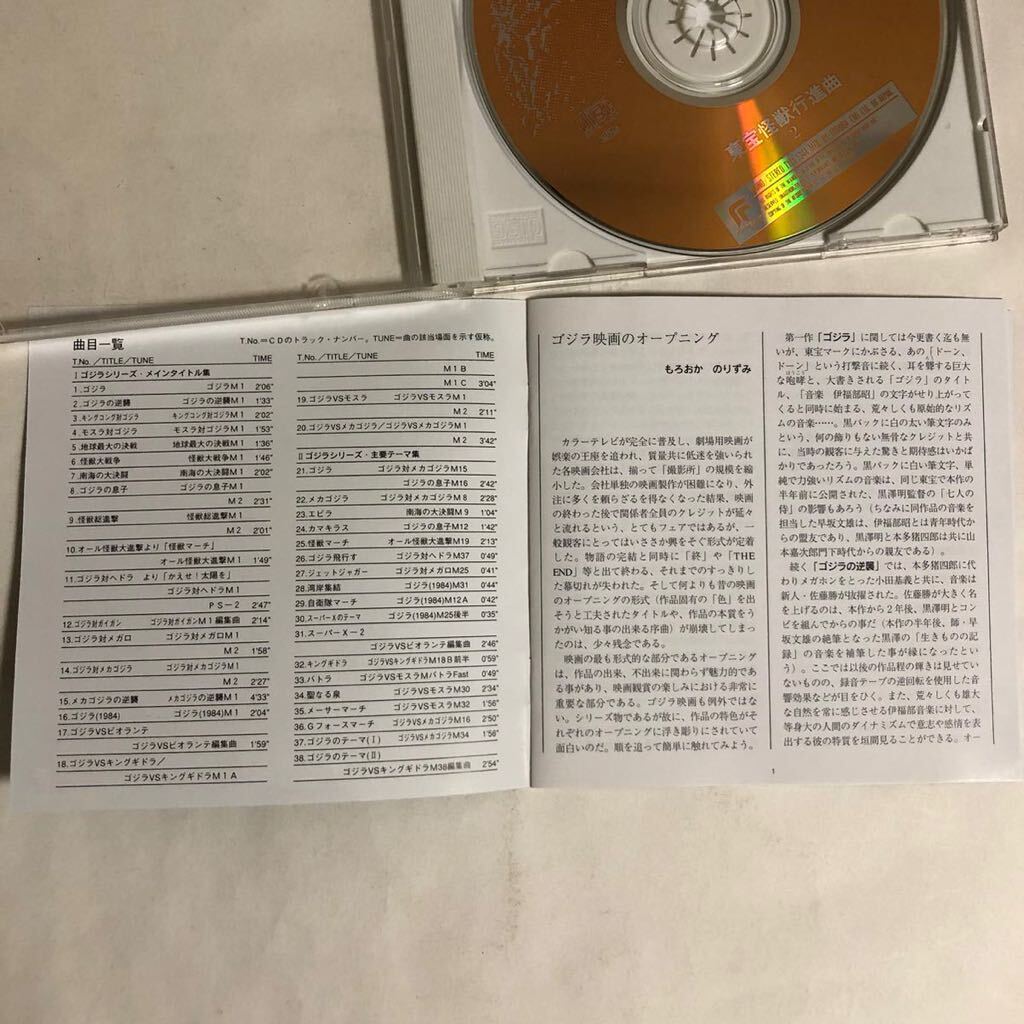 東宝怪獣行進曲
2
曲目一覧
T.No.=CDのトラック・ナンバー。TUNE=曲の該当場面を示す仮称。
T.No.／TITLE／TUNE TIME
Iゴジラシリーズ・メインタイトル集
1.ゴジラ ゴジラM1 2'06"
2.ゴジラの逆襲 ゴジラの逆襲M1 1'33"
3.キングコング対ゴジラ キングコング対ゴジラM1 2'02"
4.モスラ対ゴジラ モスラ対ゴジラM1 1'53"
5.地球最大の決戦 地球最大の決戦M1 1'36"
6.怪獣大戦争 怪獣大戦争M1 1'46"
7.南海の大決闘 南海の大決闘M1 2'02"
8.ゴジラの息子 ゴジラの息子M1
M2 2'31"
9.怪獣総進撃 怪獣総進撃M1
M2 2'01"
10.オール怪獣大進撃より「怪獣マーチ」
オール怪獣大進撃M1 1'49"
11.ゴジラ対ヘドラ より「かえせ！太陽を」
ゴジラ対ヘドラM1
PS-2 2'47"
12.ゴジラ対ガイガン ゴジラ対ガイガンM1編集曲 2'14"
13.ゴジラ対メガロ ゴジラ対メガロM1
M2 1'58"
14.ゴジラ対メカゴジラ ゴジラ対メカゴジラM1
M2 2'27"
15.メカゴジラの逆襲 メカゴジラの逆襲M1 4'33"
16.ゴジラ(1984) ゴジラ(1984)M1 2'04"
17.ゴジラVSビオランテ
ゴジラVSビオランテ編集曲 1'59"
18.ゴジラVSキングギドラ／
ゴジラVSキングギドラM1A
T.No.／TITLE／TUNE TIME
M1B
M1C 3'04"
19.ゴジラVSモスラ ゴジラVSモスラM1
M2 2'11"
20.ゴジラVSメカゴジラ／ゴジラVSメカゴジラM1
M2 3'42"
IIゴジラシリーズ・主要テーマ集
21.ゴジラ ゴジラ対メカゴジラM15
ゴジラの息子M16 2'42"
22.メカゴジラ ゴジラ対メカゴジラM8 2'28"
23.エビラ 南海の大決闘M9 1'04"
24.カマキラス ゴジラの息子M12 1'42"
25.怪獣マーチ オール怪獣大進撃M19 2'13"
26.ゴジラ飛行す ゴジラ対ヘドラM37 0'49"
27.ジェットジャガー ゴジラ対メガロM25 0'41"
28.湾岸集結 ゴジラ(1984)M31 0'44"
29.自衛隊マーチ ゴジラ(1984)M12A 0'42"
30.スーパーXのテーマ ゴジラ(1984)M25後半 0'35"
31.スーパーX-2
ゴジラVSビオランテ編集曲 2'46"
32.キングギドラ ゴジラVSキングギドラM18B前半 0'59"
33.バトラ ゴジラVSモスラMバトラFast 0'49"
34.聖なる泉 ゴジラVSモスラM30 2'34"
35.メーサーマーチ ゴジラVSモスラM32 1'56"
36.Gフォースマーチ ゴジラVSメカゴジラM16 2'50"
37.ゴジラのテーマ(I) ゴジラVSメカゴジラM34 1'56"
38.ゴジラのテーマ(II)
ゴジラVSキングギドラM38編集曲 2'54"
ゴジラ映画のオープニング
もろおか のりずみ
カラーテレビが完全に普及し、劇場用映画が
娯楽の王座を追われ、質量共に低迷を強いられ
た各映画会社は、揃って「撮影所」の規模を縮
小した。会社単独の映画製作が困難になり、外
注に多くを頼らざるを得なくなった結果、映画
の終わった後で関係者全員のクレジットが延々
と流れるという、とてもフェアではあるが、一
般観客にとってはいささか興をそぐ形式が定着
した。物語の完結と同時に「終」や「THE
END」等と出て終わる、それまでのすっきりし
た幕切れが失われた。そして何よりも昔の映画
のオープニングの形式（作品固有の「色」を出
そうと工夫されたタイトルや、作品の本質をう
かがい知る事の出来る序曲）が崩壊してしまっ
たのは、少々残念である。
映画の最も形式的な部分であるオープニング
は、作品の出来、不出来に関わらず魅力的であ
る事があり、映画観賞の楽しみにおける非常に
重要な部分である。ゴジラ映画も例外ではな
い。シリーズ物であるが故に、作品の特色がそ
れぞれのオープニングに浮き彫りにされていて
面白いのだ。順を追って簡単に触れてみよう。
第一作「ゴジラ」に関しては今更書く迄も無
いが、東宝マークにかぶさる、あの「ドーン、
ドーン」という打撃音に続く、耳を聾する巨大
な咆哮と、大書きされる「ゴジラ」のタイト
ル、「音楽 伊福部昭」の文字がせり上がって
くると同時に始まる、荒々しくも原始的なリズ
ムの音楽……。黒バックに白の太い筆文字のみ
という、何の飾りもない無骨なクレジットと共
に、当時の観客に与えた驚きと期待感はいかば
かりであったろう。黒バックに白い筆文字、単
純で力強いリズムの音楽は、同じ東宝で本作の
半年前に公開された、黒澤明監督の「七人の
侍」の影響もあろう（ちなみに同作品の音楽を
担当した早坂文雄は、伊福部昭とは青年時代か
らの盟友であり、黒澤明と本多猪四郎は共に山
本嘉次郎門下時代からの親友である）。
続く「ゴジラの逆襲」では、本多猪四郎に代
わりメガホンをとった小田基義と共に、音楽は
新人・佐藤勝が抜擢された。佐藤勝が大きく名
を上げるのは、本作から2年後、黒澤明とコン
ビを組んでからの事だ（本作の半年後、師・早
坂文雄の絶筆となった黒澤の「生きものの記
録」の音楽を補筆した事が縁になったとい
う）。ここでは以後の作品程の輝きは見せてい
ないものの、録音テープの逆回転を使用した音
響効果などが目をひく。また、荒々しく雄大
な自然を常に感じさせる伊福部音楽に対して、
等身大の人間のダイナミズムで意志や感情を表
出する彼の特質を垣間見ることができる。オー
1